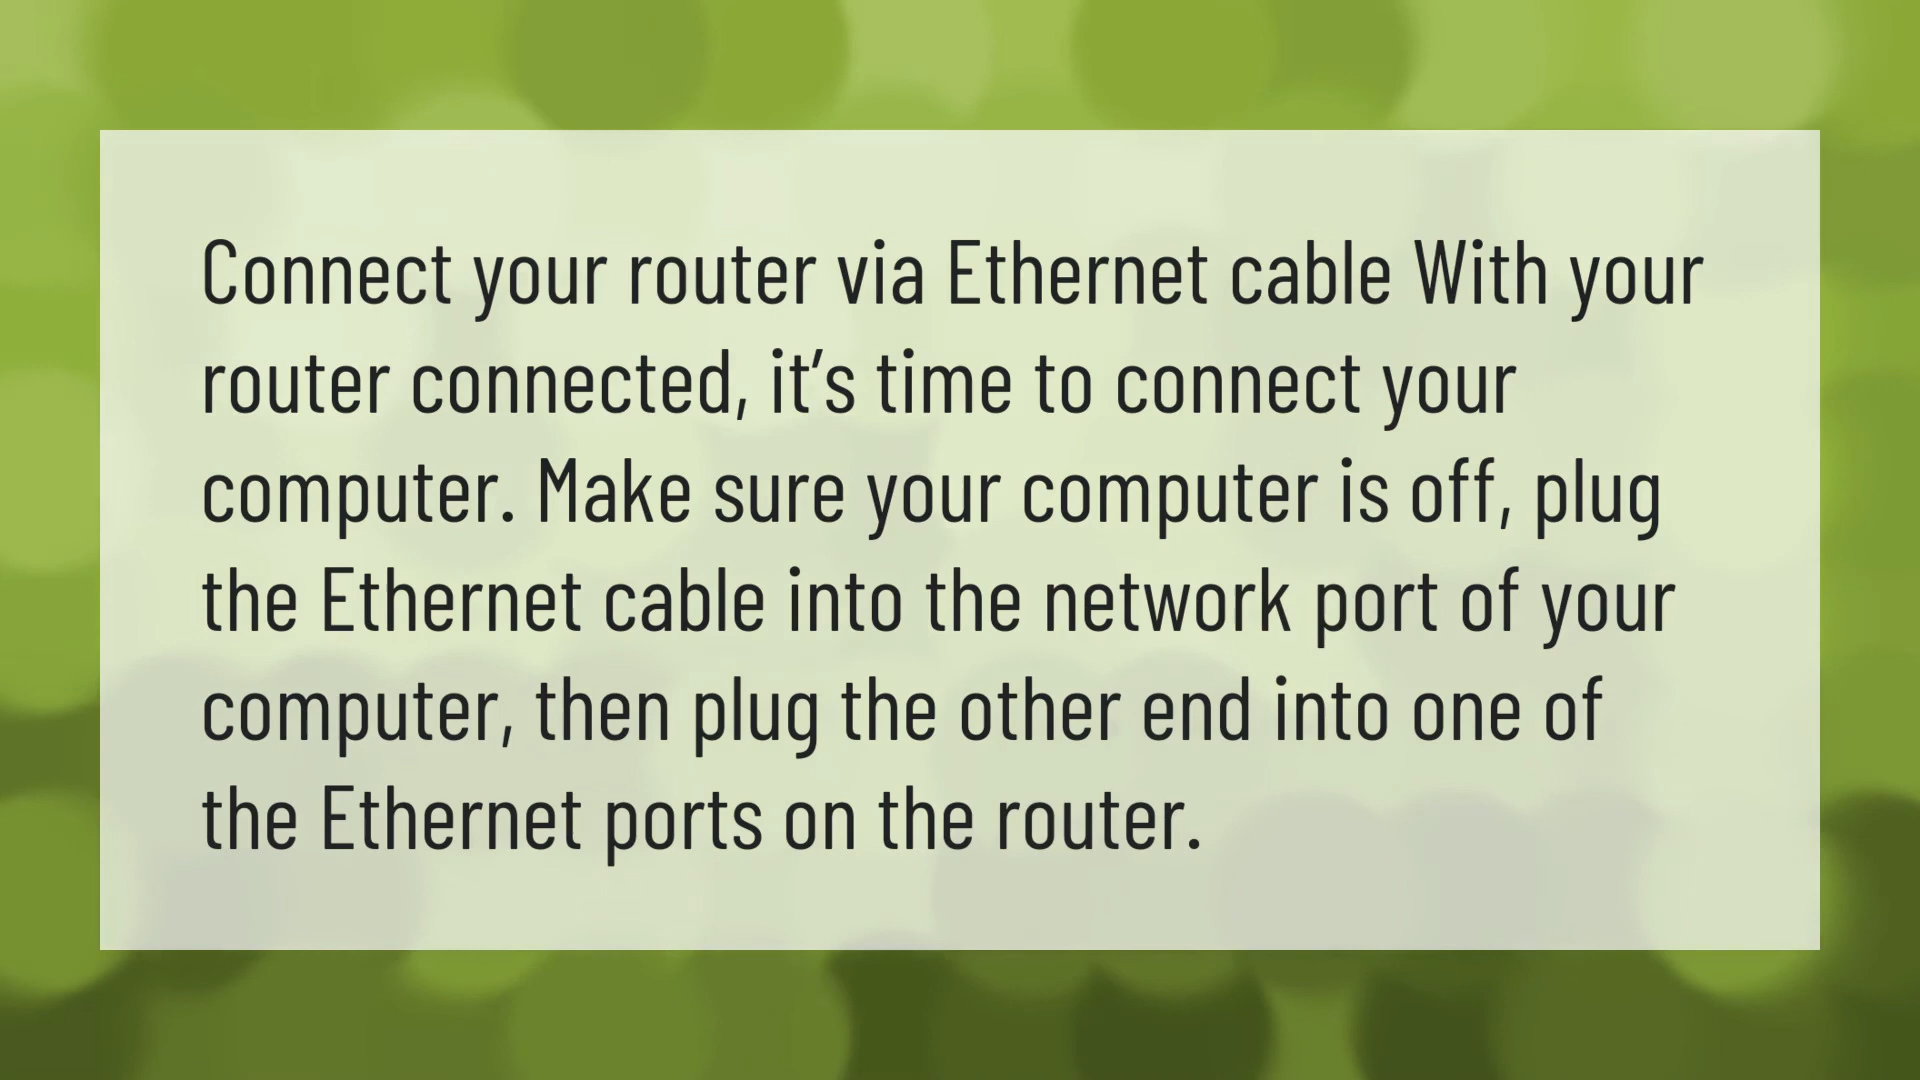 Connect your router via Ethernet cable With your
router connected, it’s time to connect your
computer. Make sure your computer is off, plug
the Ethernet cable into the network port of your
computer, then plug the other end into one of
the Ethernet ports on the router.